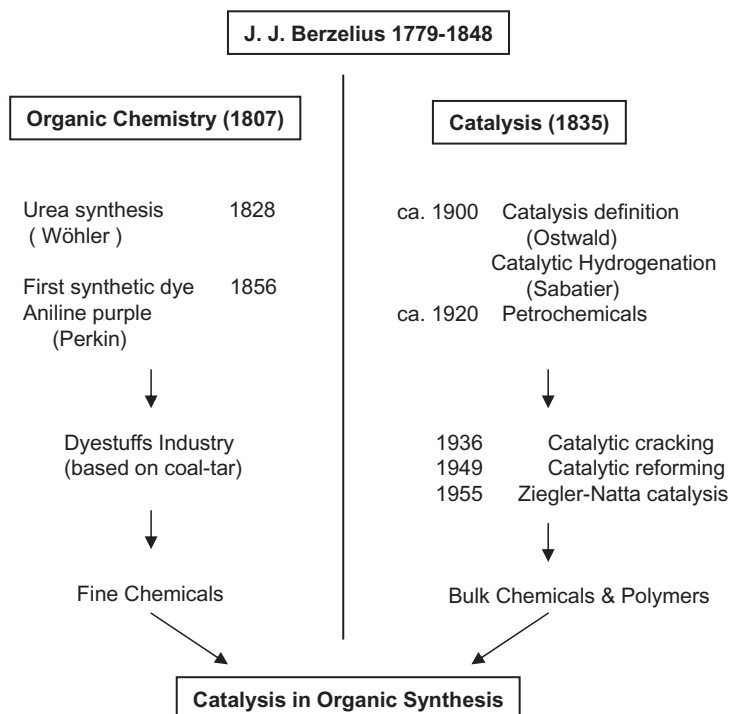 J. J. Berzelius 1779-1848
Organic Chemistry (1807)
Urea synthesis 1828
( Wöhler )
First synthetic dye 1856
Aniline purple
(Perkin)
Dyestuffs Industry
(based on coal-tar)
Fine Chemicals
Catalysis (1835)
ca. 1900 Catalysis definition
(Ostwald)
Catalytic Hydrogenation
(Sabatier)
ca. 1920 Petrochemicals
1936 Catalytic cracking
1949 Catalytic reforming
1955 Ziegler-Natta catalysis
Bulk Chemicals & Polymers
Catalysis in Organic Synthesis